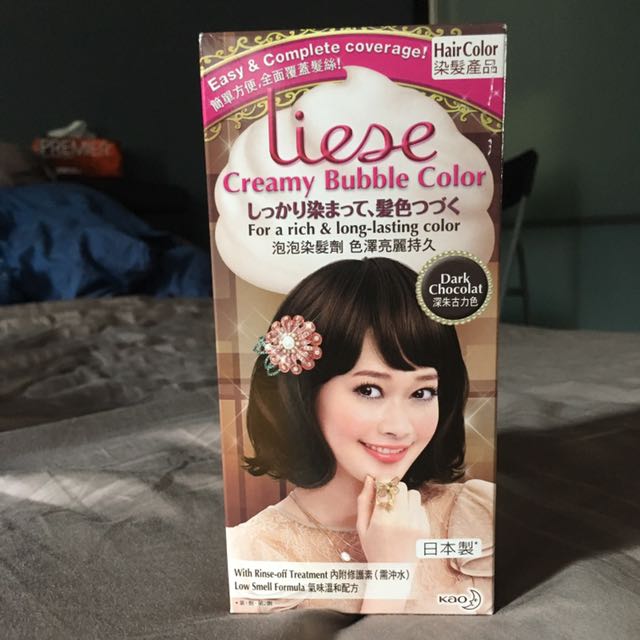 PREMIER
Easy & Complete coverage!
簡單方便,全面覆蓋髮絲!
HairColor
染髮產品
liese
Creamy Bubble Color
しっかり染まって、髪色つづく
For a rich & long-lasting color
泡泡染髮劑 色澤亮麗持久
Dark
Chocolat
深朱古力色
日本製*
With Rinse-off Treatment 內附修護素(需沖水)
Low Smell Formula 氣味溫和配方
Kao